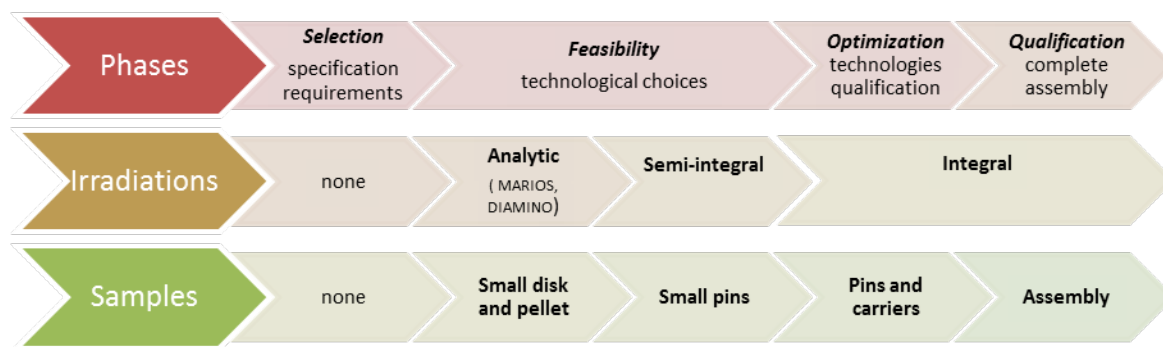 Phases
Selection
specification
requirements
Feasibility
technological choices
Optimization
technologies
qualification
Qualification
complete
assembly
Irradiations
none
Analytic
( MARIOS,
DIAMINO)
Semi-integral
Integral
Samples
none
Small disk
and pellet
Small pins
Pins and
carriers
Assembly